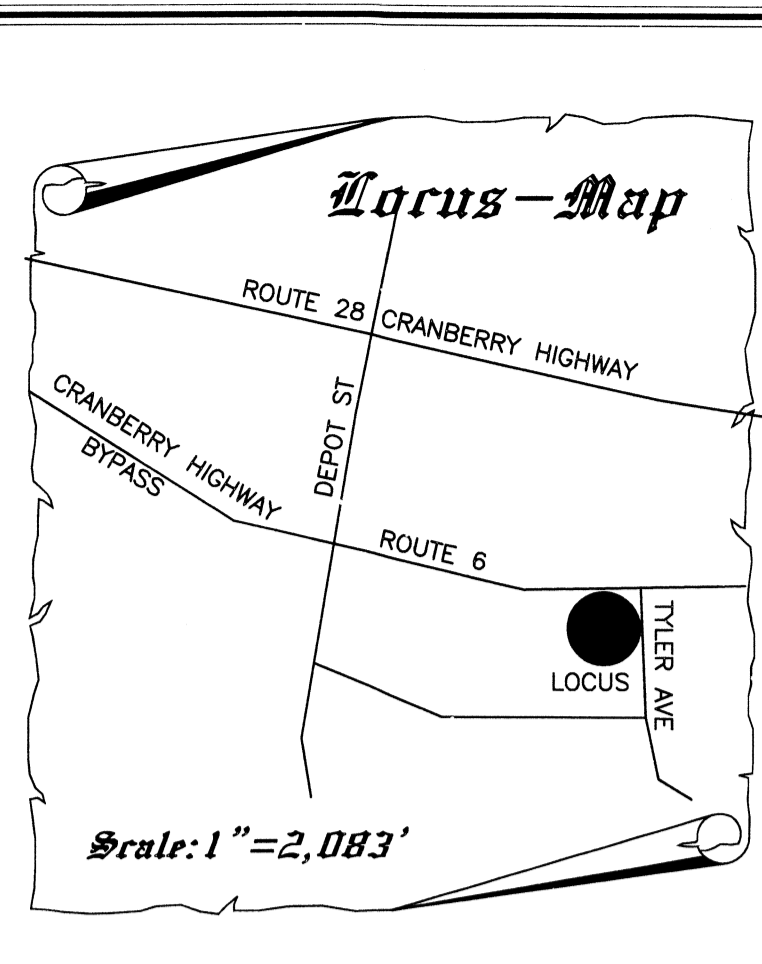 Locus-Map
ROUTE 28
CRANBERRY HIGHWAY
DEPOT ST
CRANBERRY HIGHWAY
BYPASS
ROUTE 6
TYLER AVE
LOCUS
Scale: 1"=2,083'